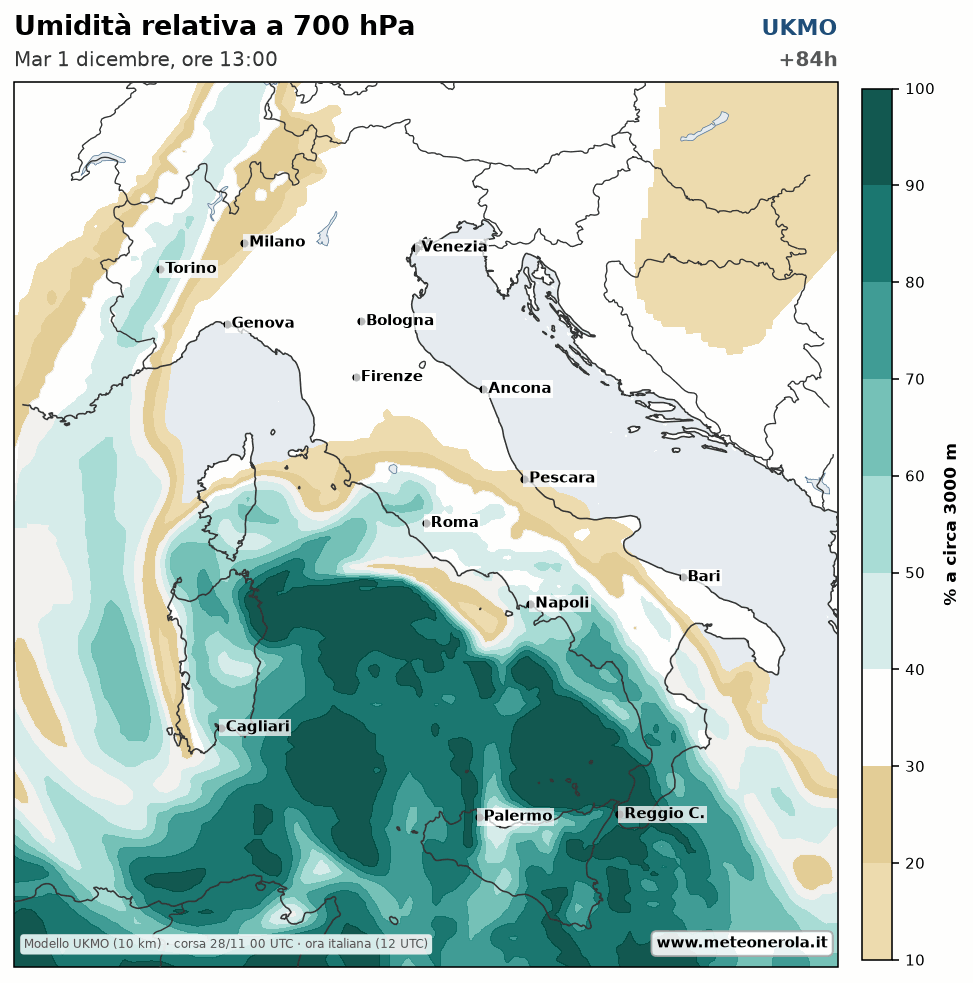 Umidità relativa a 700 hPa
UKMO
Mar 1 dicembre, ore 13:00
+84h
100
90
80
70
60
50
40
30
20
10
% a circa 3000 m
Milano
Venezia
Torino
Genova
Bologna
Firenze
Ancona
Pescara
Roma
Bari
Napoli
Cagliari
Palermo
Reggio C.
Modello UKMO (10 km) · corsa 28/11 00 UTC · ora italiana (12 UTC)
www.meteonerola.it